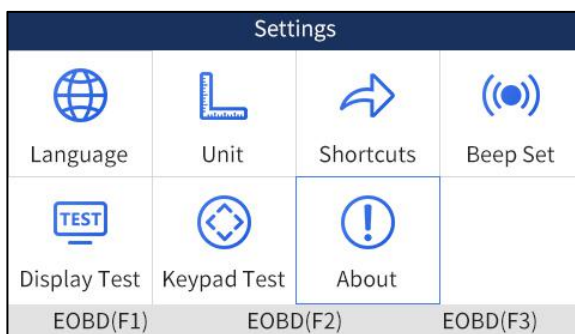 Settings
Language Unit Shortcuts Beep Set
TEST
Display Test Keypad Test About
EOBD(F1) EOBD(F2) EOBD(F3)